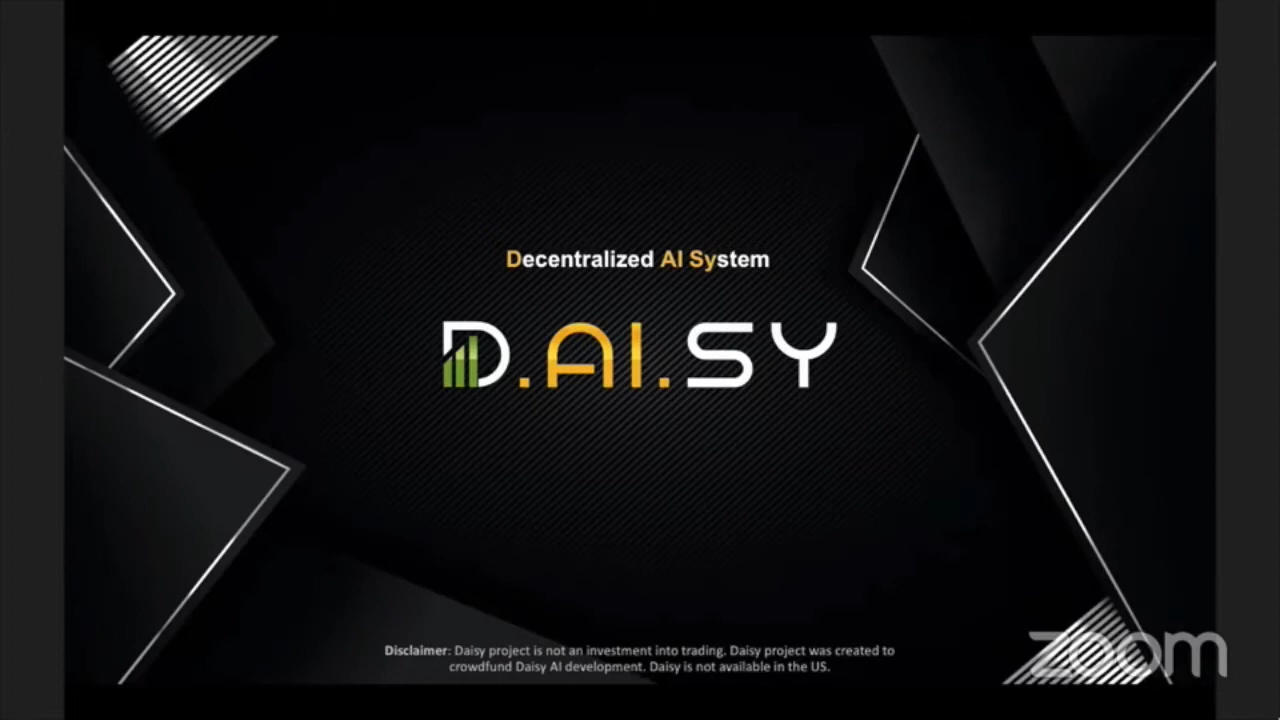 Decentralized AI System
D.AI.SY
Disclaimer: Daisy project is not an investment into trading. Daisy project was created to
crowdfund Daisy AI development. Daisy is not available in the US.
zoom